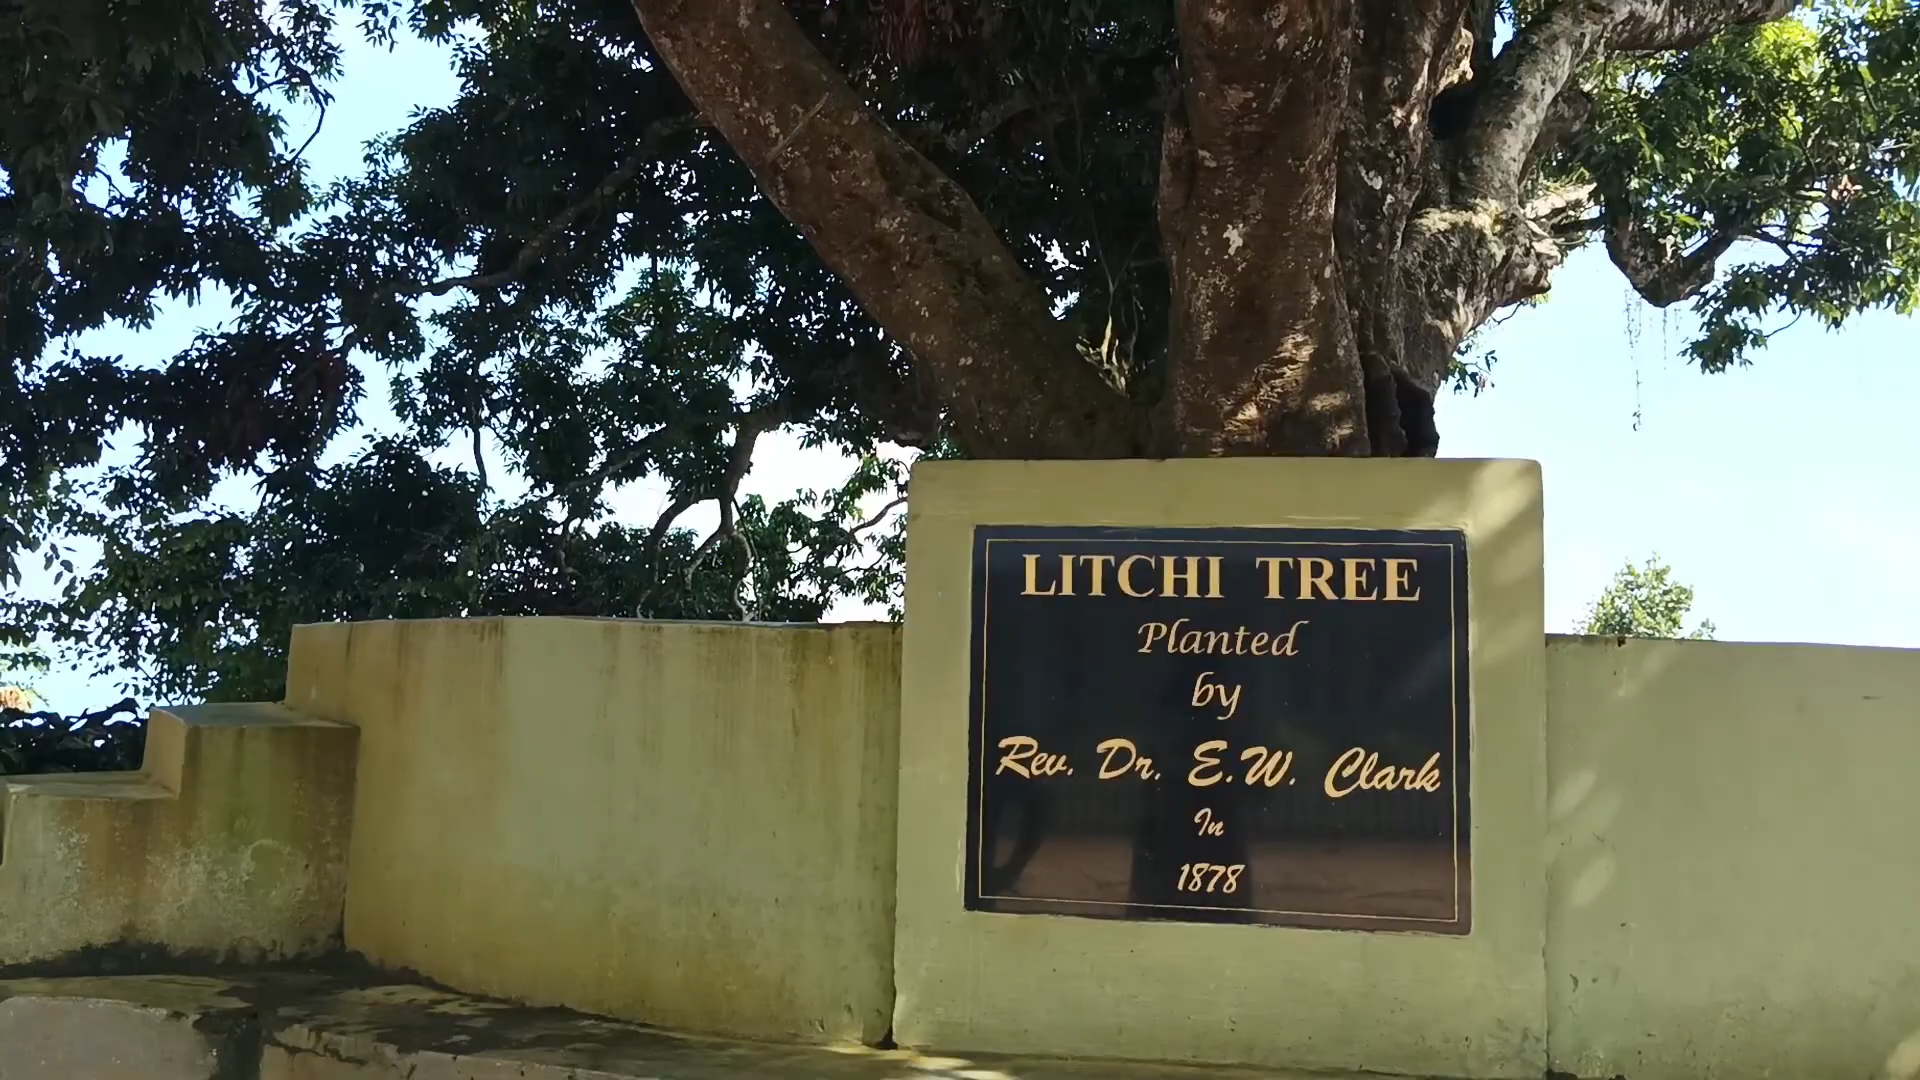 LITCHI TREE
Planted
by
Rev. Dr. E.W. Clark
In
1878